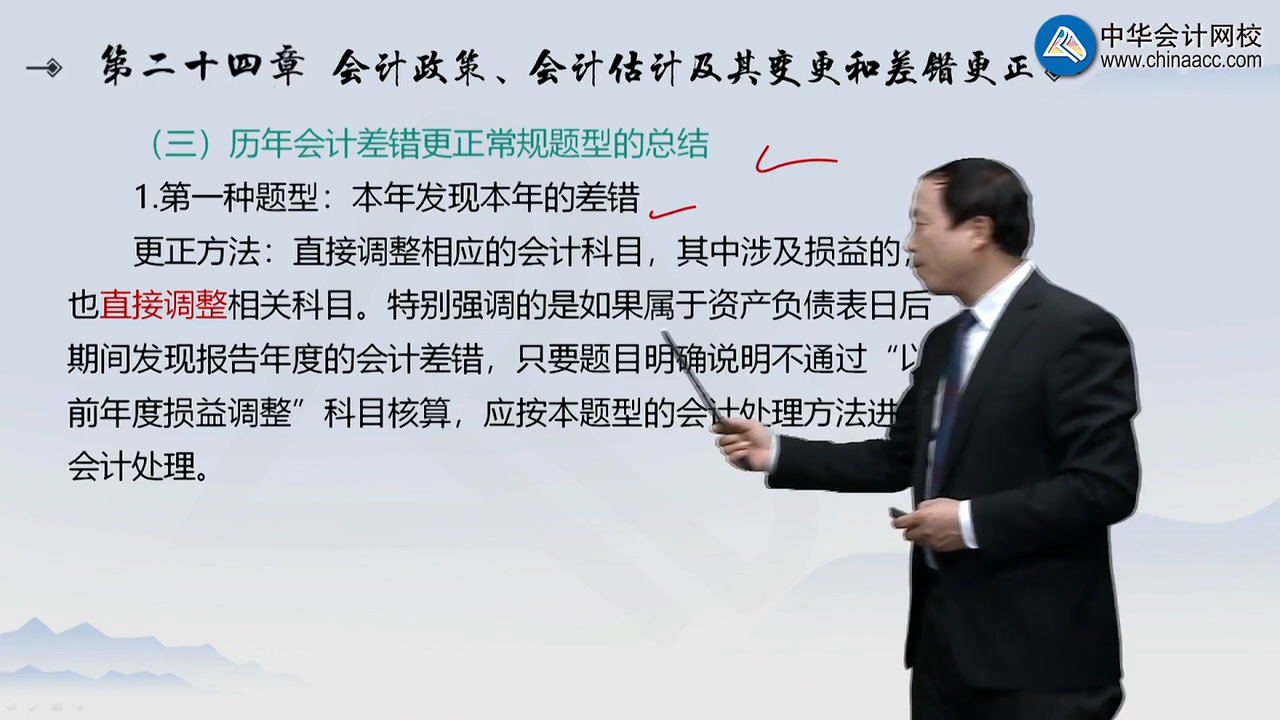 第二十四章 会计政策、会计估计及其变更和差错更正
中华会计网校
www.chinaacc.com
（三）历年会计差错更正常规题型的总结
1.第一种题型：本年发现本年的差错
更正方法：直接调整相应的会计科目，其中涉及损益的，
也直接调整相关科目。特别强调的是如果属于资产负债表日后
期间发现报告年度的会计差错，只要题目明确说明不通过“以
前年度损益调整”科目核算，应按本题型的会计处理方法进
会计处理。